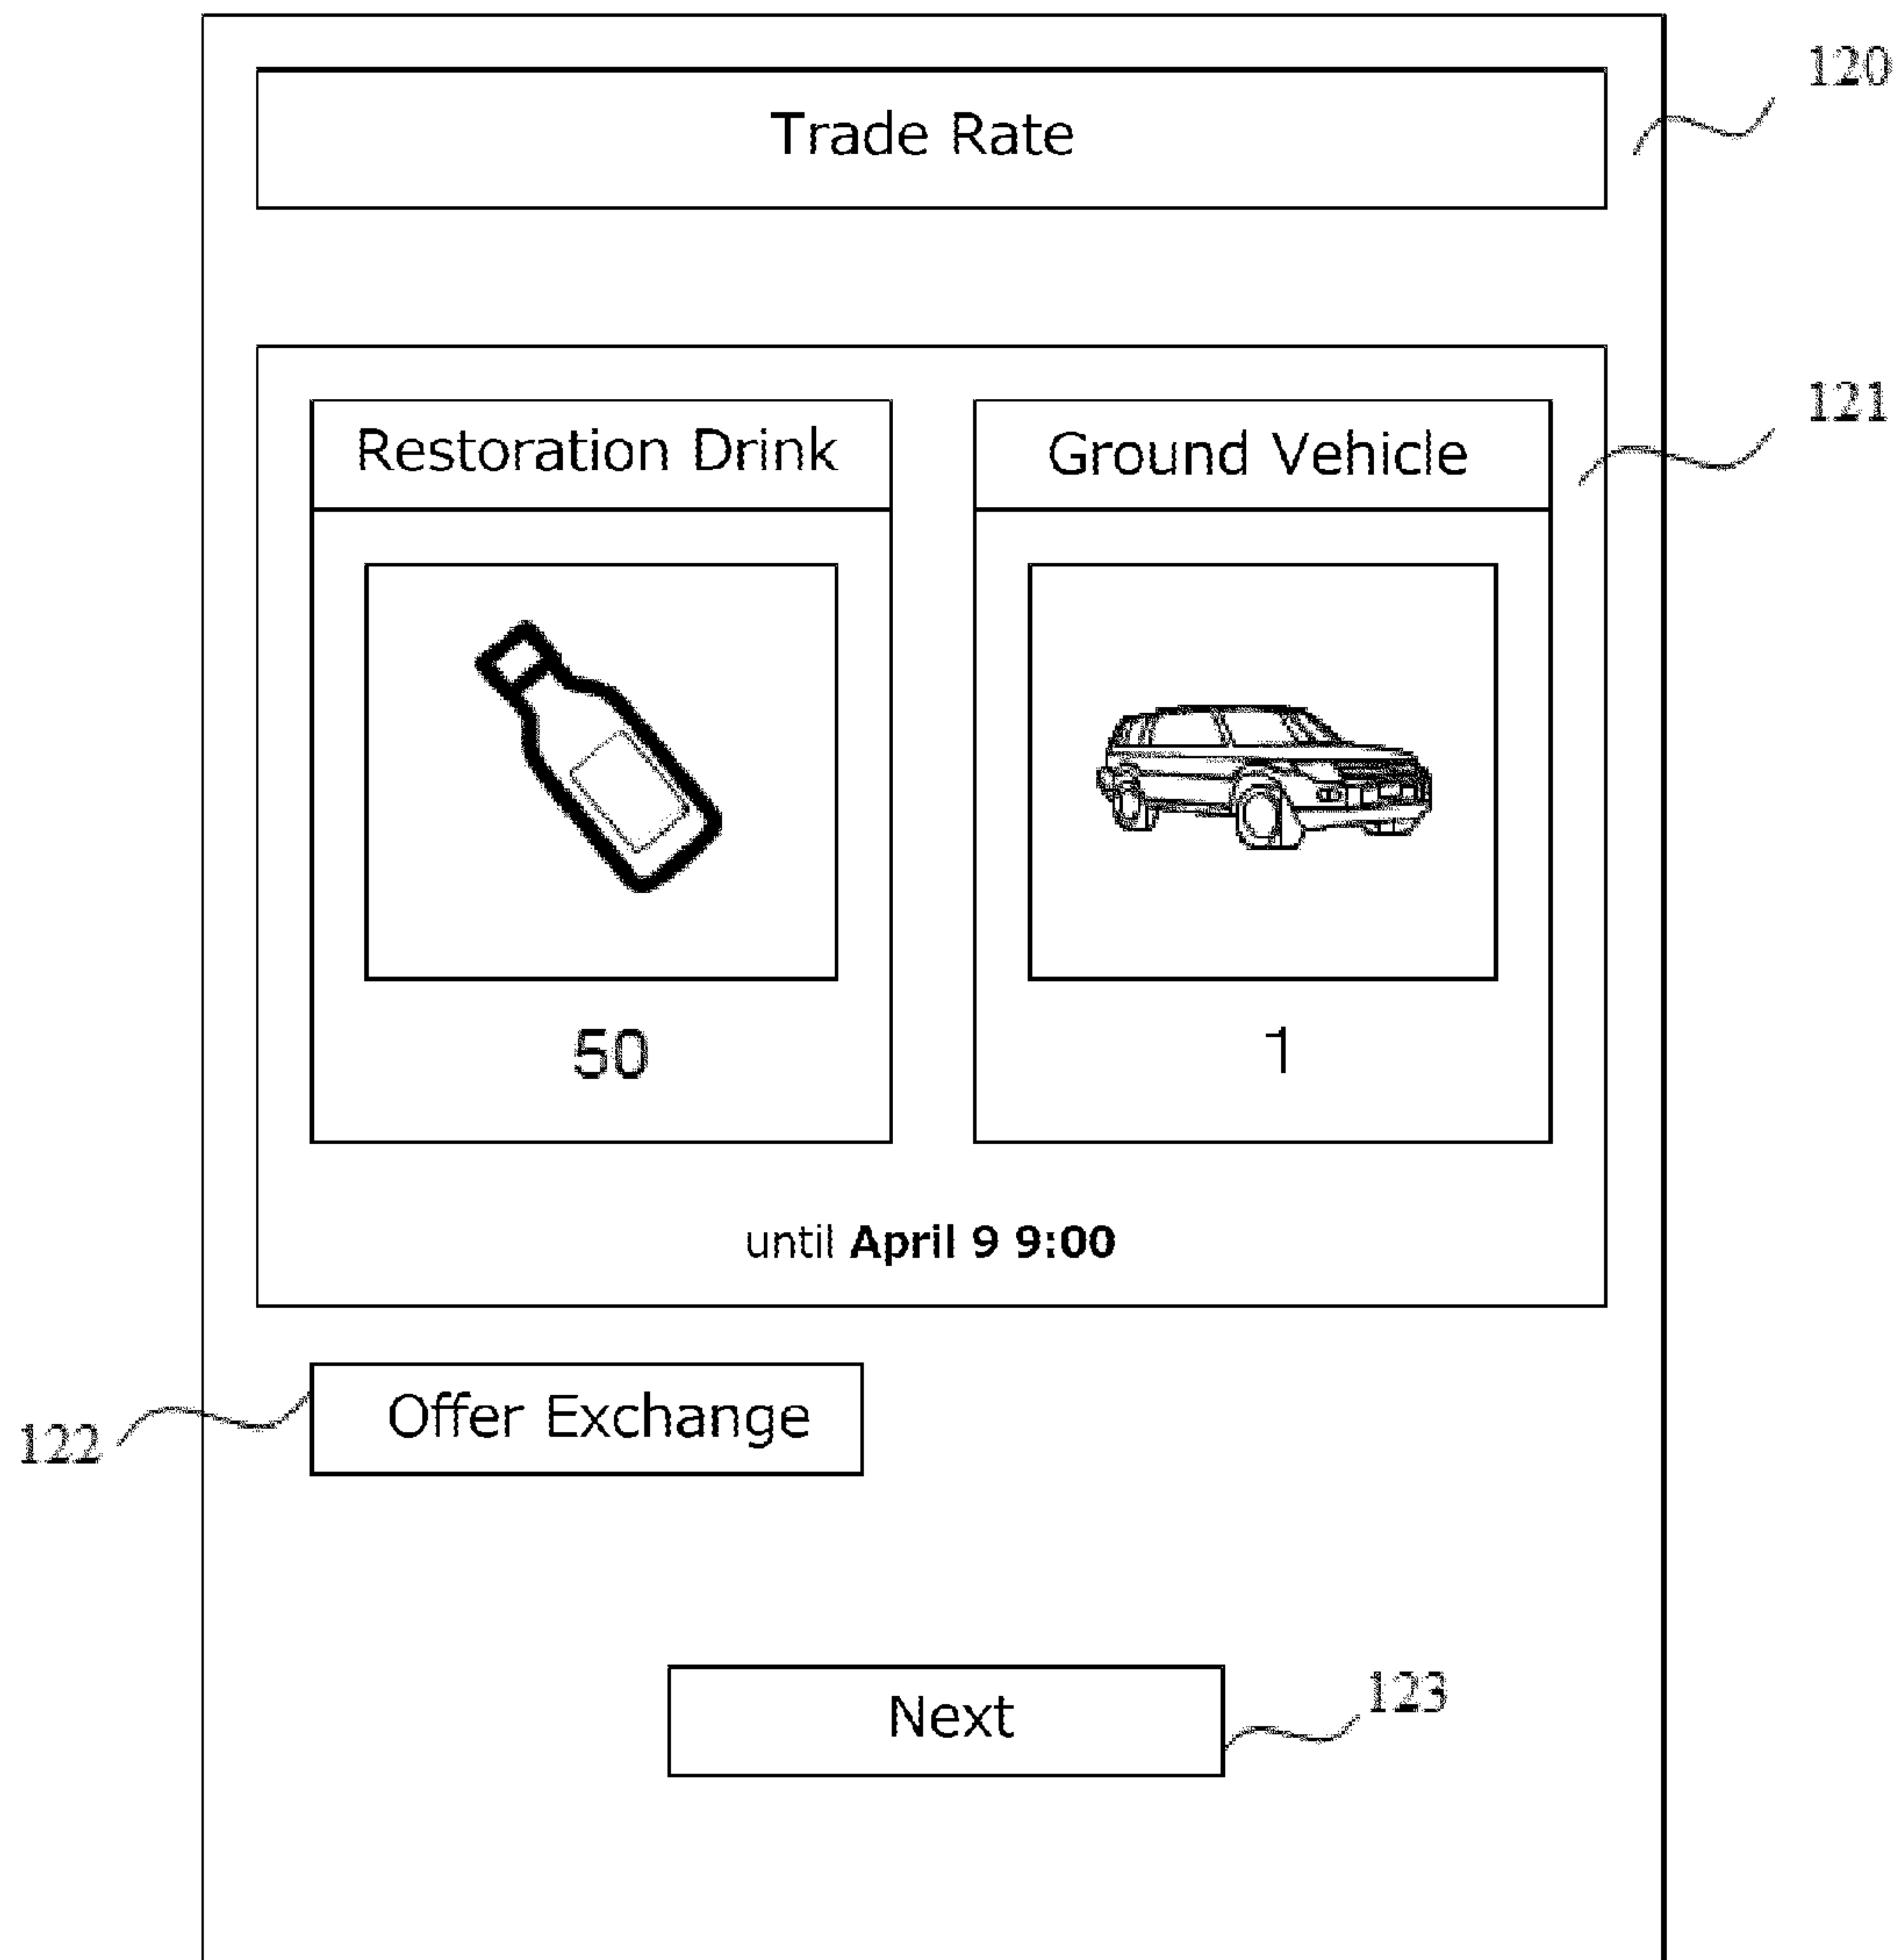 120
Trade Rate
121
Restoration Drink
Ground Vehicle
50
1
until April 9 9:00
122
Offer Exchange
123
Next